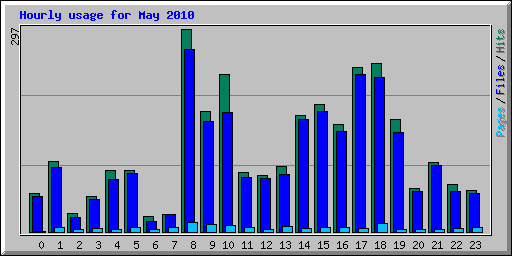 Hourly usage for May 2010
297
Pages / Files / Hits
0 1 2 3 4 5 6 7 8 9 10 11 12 13 14 15 16 17 18 19 20 21 22 23